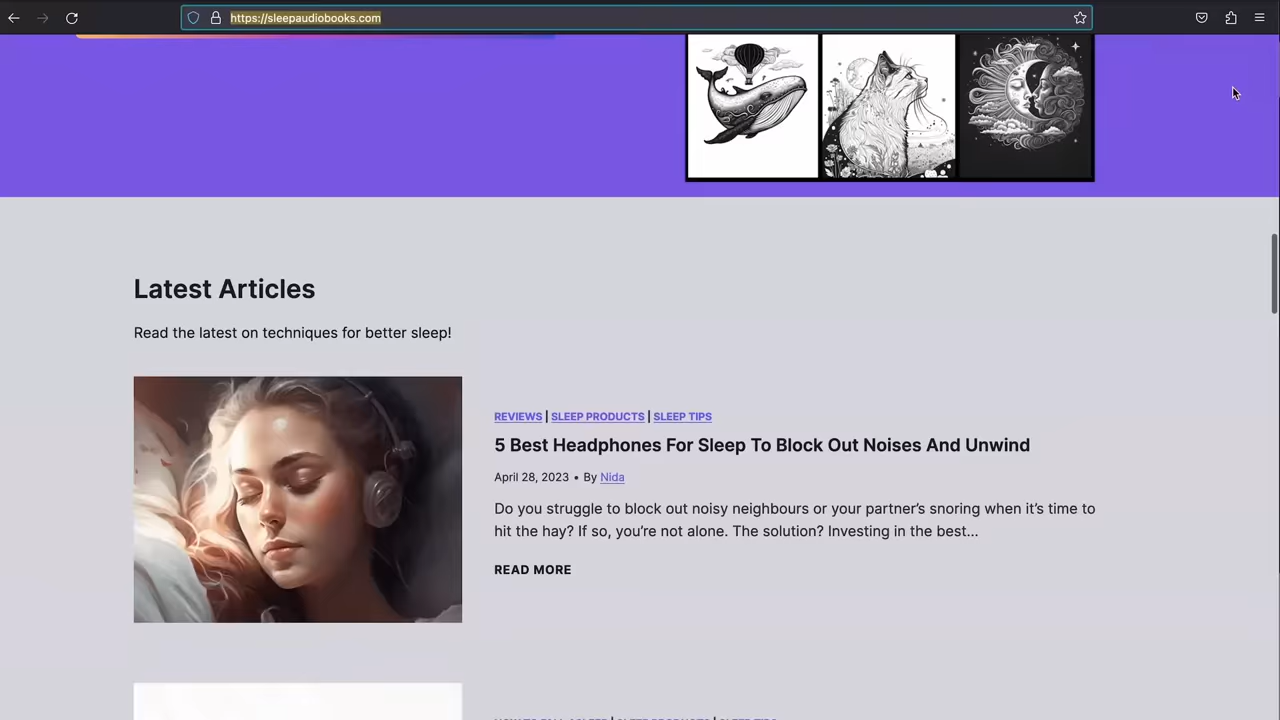 https://sleepaudiobooks.com
Latest Articles
Read the latest on techniques for better sleep!
REVIEWS | SLEEP PRODUCTS | SLEEP TIPS
5 Best Headphones For Sleep To Block Out Noises And Unwind
April 28, 2023 • By Nida
Do you struggle to block out noisy neighbours or your partner’s snoring when it’s time to
hit the hay? If so, you’re not alone. The solution? Investing in the best...
READ MORE